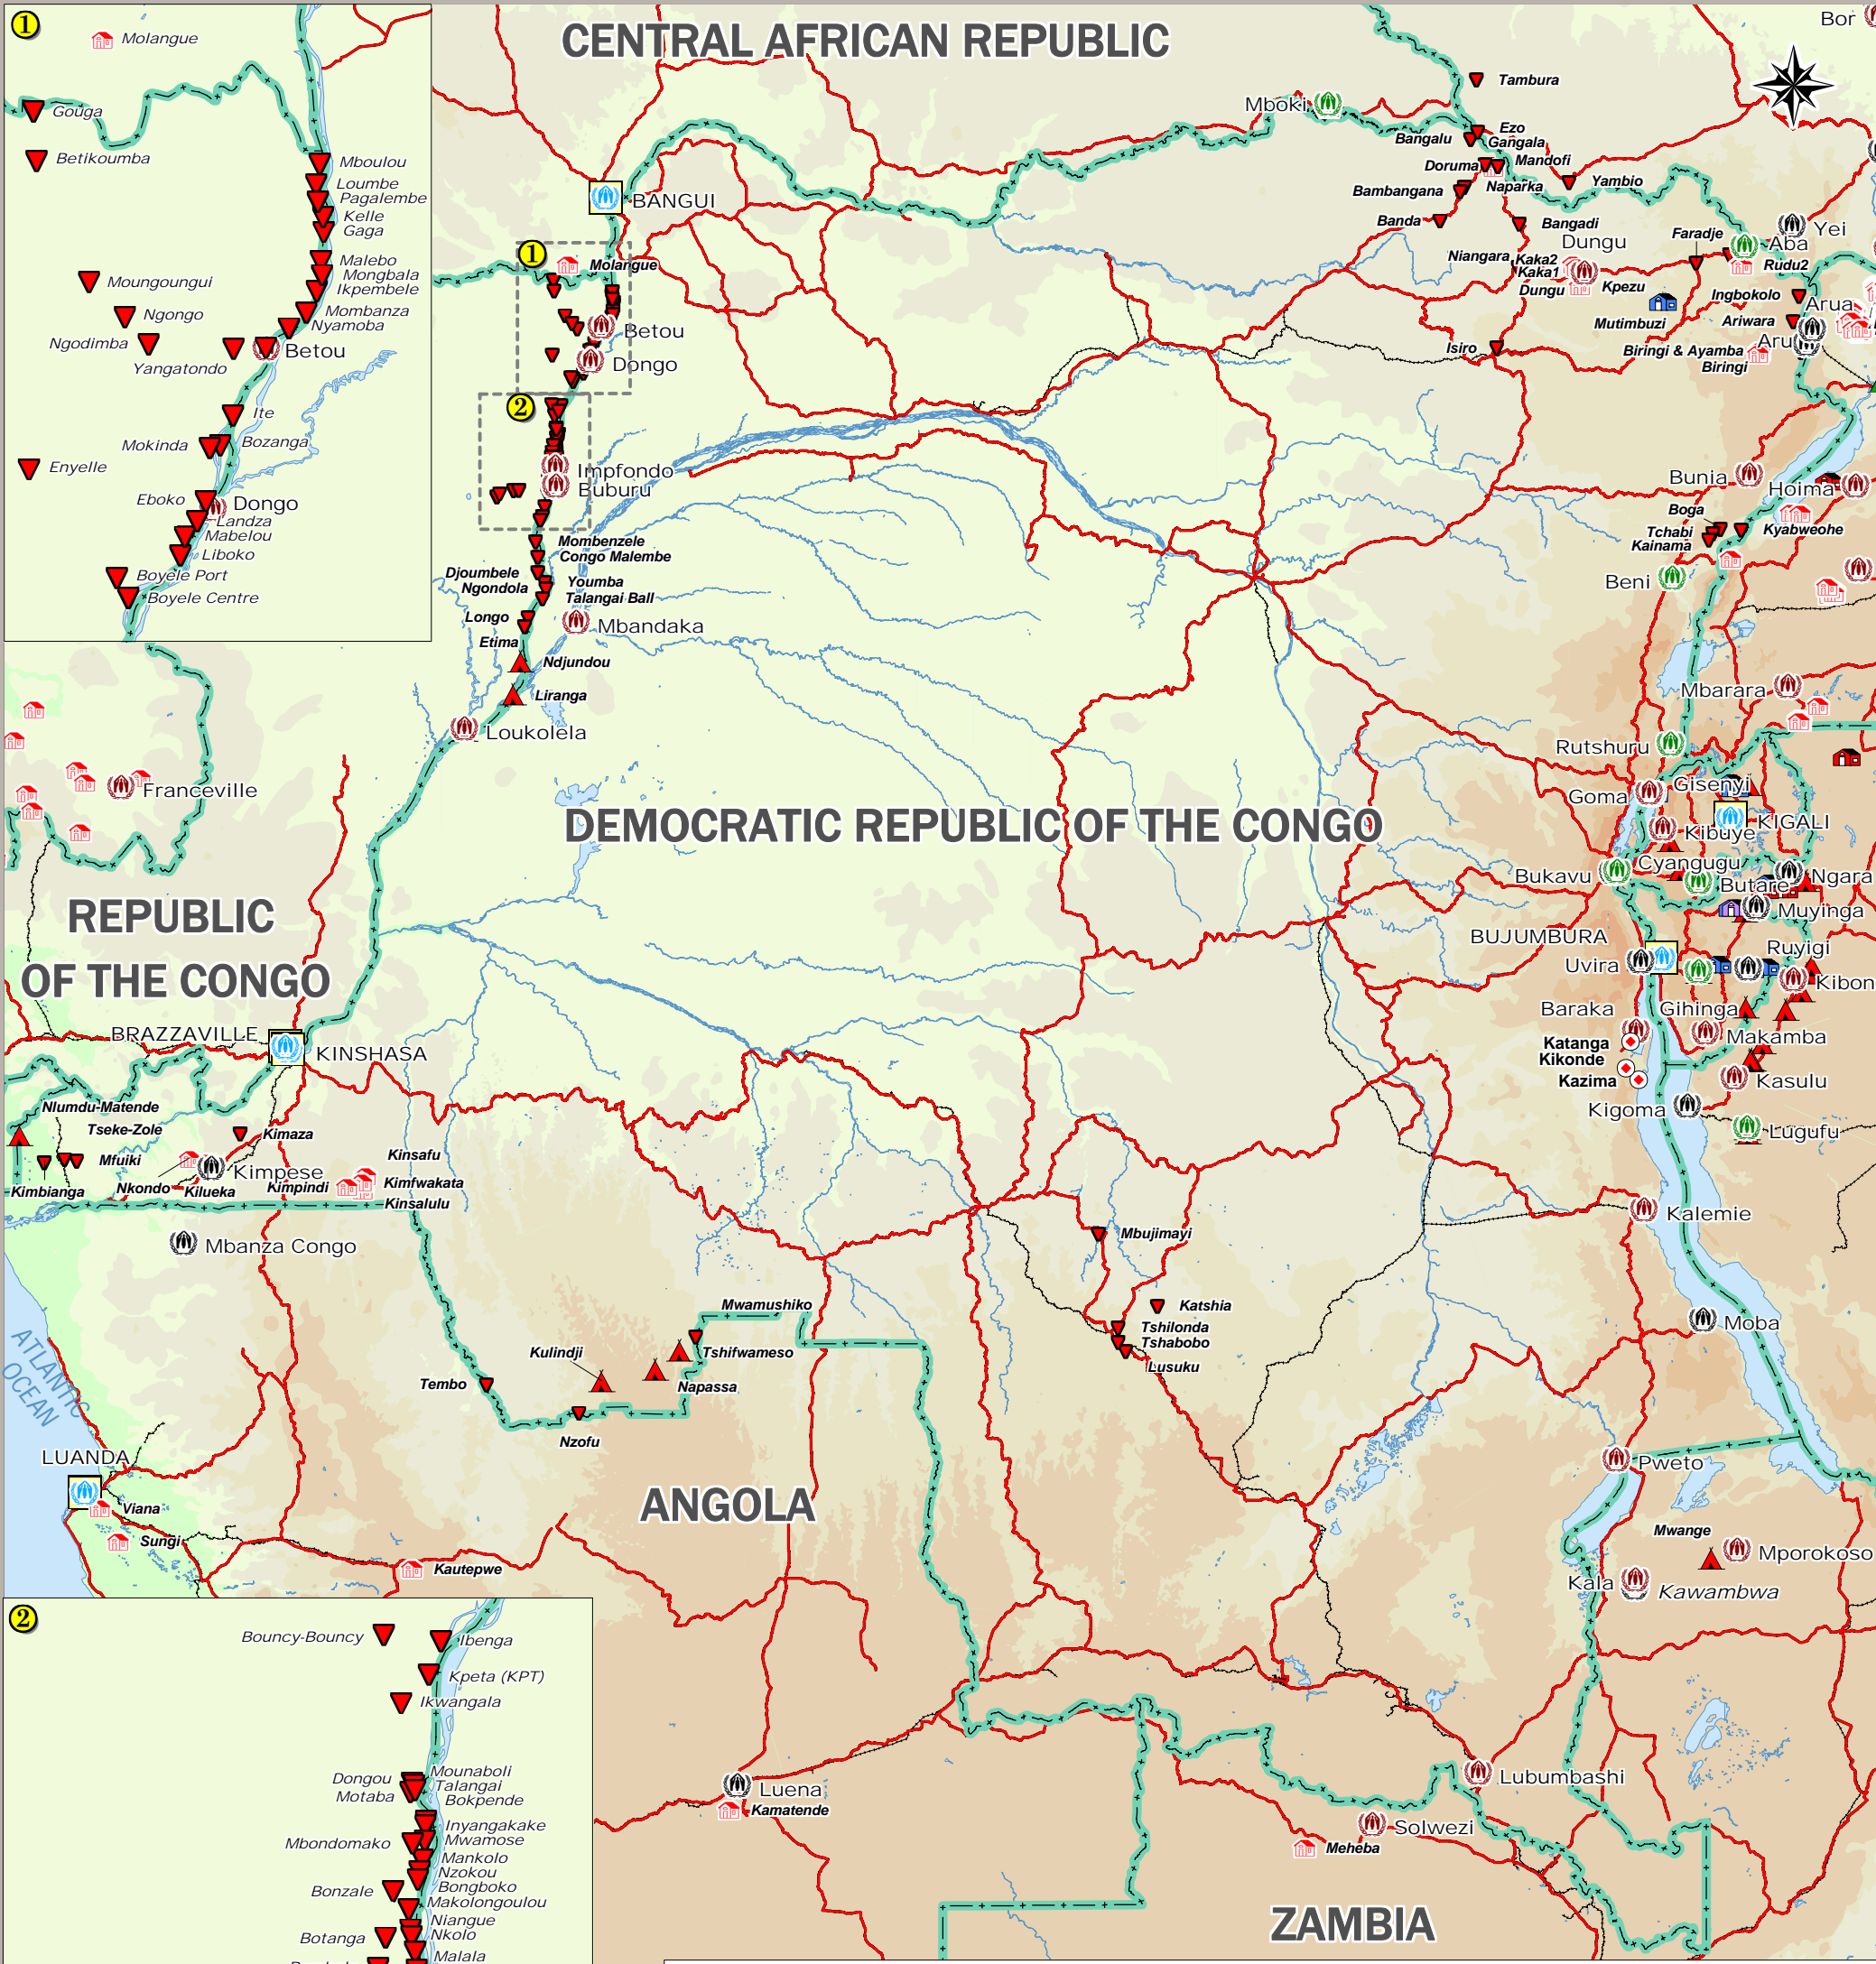 1
Molangue
Gouga
Betikoumba
Mboulou
Loumbe
Pagalembe
Kelle
Gaga
Malebo
Mongbala
Ikpembele
Moungoungui
Ngongo
Mombanza
Nyamoba
Ngodimba
Betou
Yangatondo
Ite
Mokinda
Bozanga
Enyelle
Eboko
Dongo
Landza
Mabelou
Liboko
Boyele Port
Boyele Centre
CENTRAL AFRICAN REPUBLIC
Bor
Tambura
Mboki
Ezo
Bangalu
Gangala
Doruma
Mandofi
Bambangana
Naparka
Yambio
BANGUI
Banda
Bangadi
Faradje
Aba
Yei
Dungu
1
Molangue
Niangara
Kaka2
Kaka1
Rudu2
Dungu
Kpezu
Ingbokolo
Arua
Mutimbuzi
Ariwara
Aru
Betou
Isiro
Biringi & Ayamba
Biringi
Dongo
2
Impfondo
Buburu
Bunia
Hoima
Boga
Tchabi
Kyabweohe
Kainama
Mombenzele
Congo Malembe
Djoumbele
Youmba
Ngondola
Talangai Ball
Beni
Longo
Mbandaka
Etima
Ndjundou
Liranga
Mbarara
Loukolela
Rutshuru
Franceville
Goma
Gisenyi
DEMOCRATIC REPUBLIC OF THE CONGO
KIGALI
Kibuye
Cyangugu
Bukavu
Butare
Ngara
REPUBLIC
OF THE CONGO
Muyinga
BUJUMBURA
Ruyigi
Uvira
Kibon
Baraka
Gihinga
BRAZZAVILLE
KINSHASA
Katanga
Makamba
Kikonde
Kazima
Kasulu
Kigoma
Nlumdu-Matende
Tseke-Zole
Kimaza
Lugufu
Mfuiki
Kinsafu
Kimpese
Kimbianga
Nkondo
Kilueka
Kimpindi
Kimfwakata
Kinsalulu
Kalemie
Mbanza Congo
Mbujimayi
Mwamushiko
Katshia
Moba
Tshilonda
Tshabobo
Kulindji
Tshifwameso
Lusuku
Tembo
Napassa
ATLANTIC
OCEAN
Nzofu
LUANDA
Pweto
ANGOLA
Viana
Sungi
Mwange
Mporokoso
Kautepwe
Kala
Kawambwa
2
Bouncy-Bouncy
Ibenga
Kpeta (KPT)
Ikwangala
Dongou
Mounaboli
Talangai
Motaba
Bokpende
Inyangakake
Mbondomako
Mwamose
Mankolo
Nzokou
Bonzale
Bongboko
Makolongoulou
Niangue
Botanga
Nkolo
Malala
Luena
Kamatende
Lubumbashi
Solwezi
Meheba
ZAMBIA